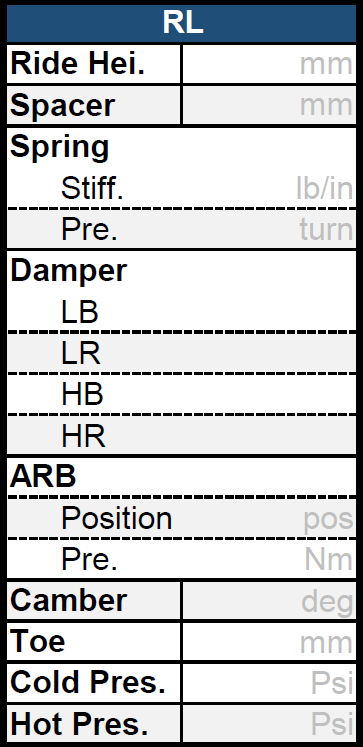 RL
Ride Hei. mm
Spacer mm
Spring
Stiff. lb/in
Pre. turn
Damper
LB
LR
HB
HR
ARB
Position pos
Pre. Nm
Camber deg
Toe mm
Cold Pres. Psi
Hot Pres. Psi